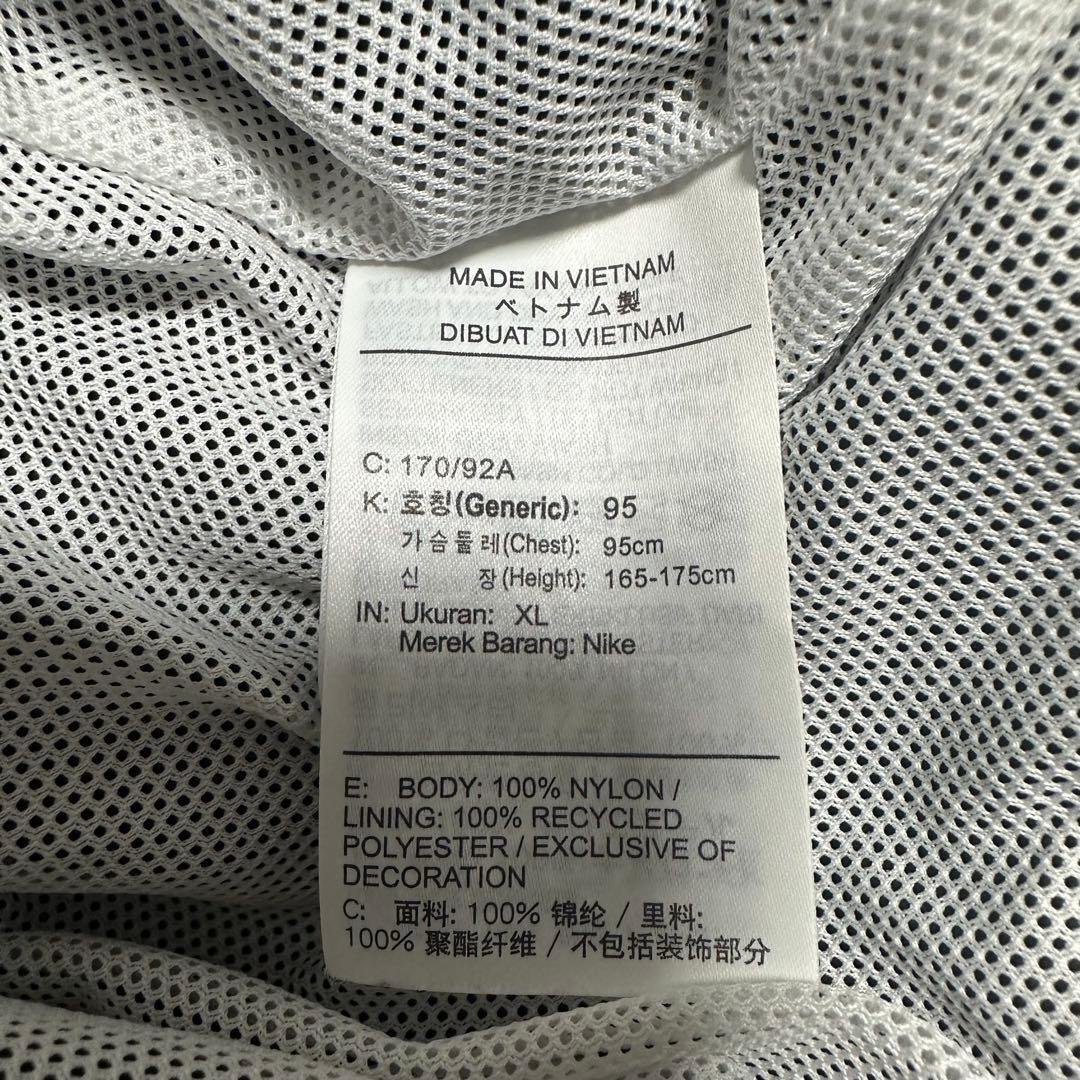 MADE IN VIETNAM
ベトナム製
DIBUAT DI VIETNAM
C: 170/92A
K: 호칭(Generic): 95
가슴둘레(Chest): 95cm
신 장(Height): 165-175cm
IN: Ukuran: XL
Merek Barang: Nike
E: BODY: 100% NYLON /
LINING: 100% RECYCLED
POLYESTER / EXCLUSIVE OF
DECORATION
C: 面料: 100% 锦纶 / 里料:
100% 聚酯纤维 / 不包括装饰部分